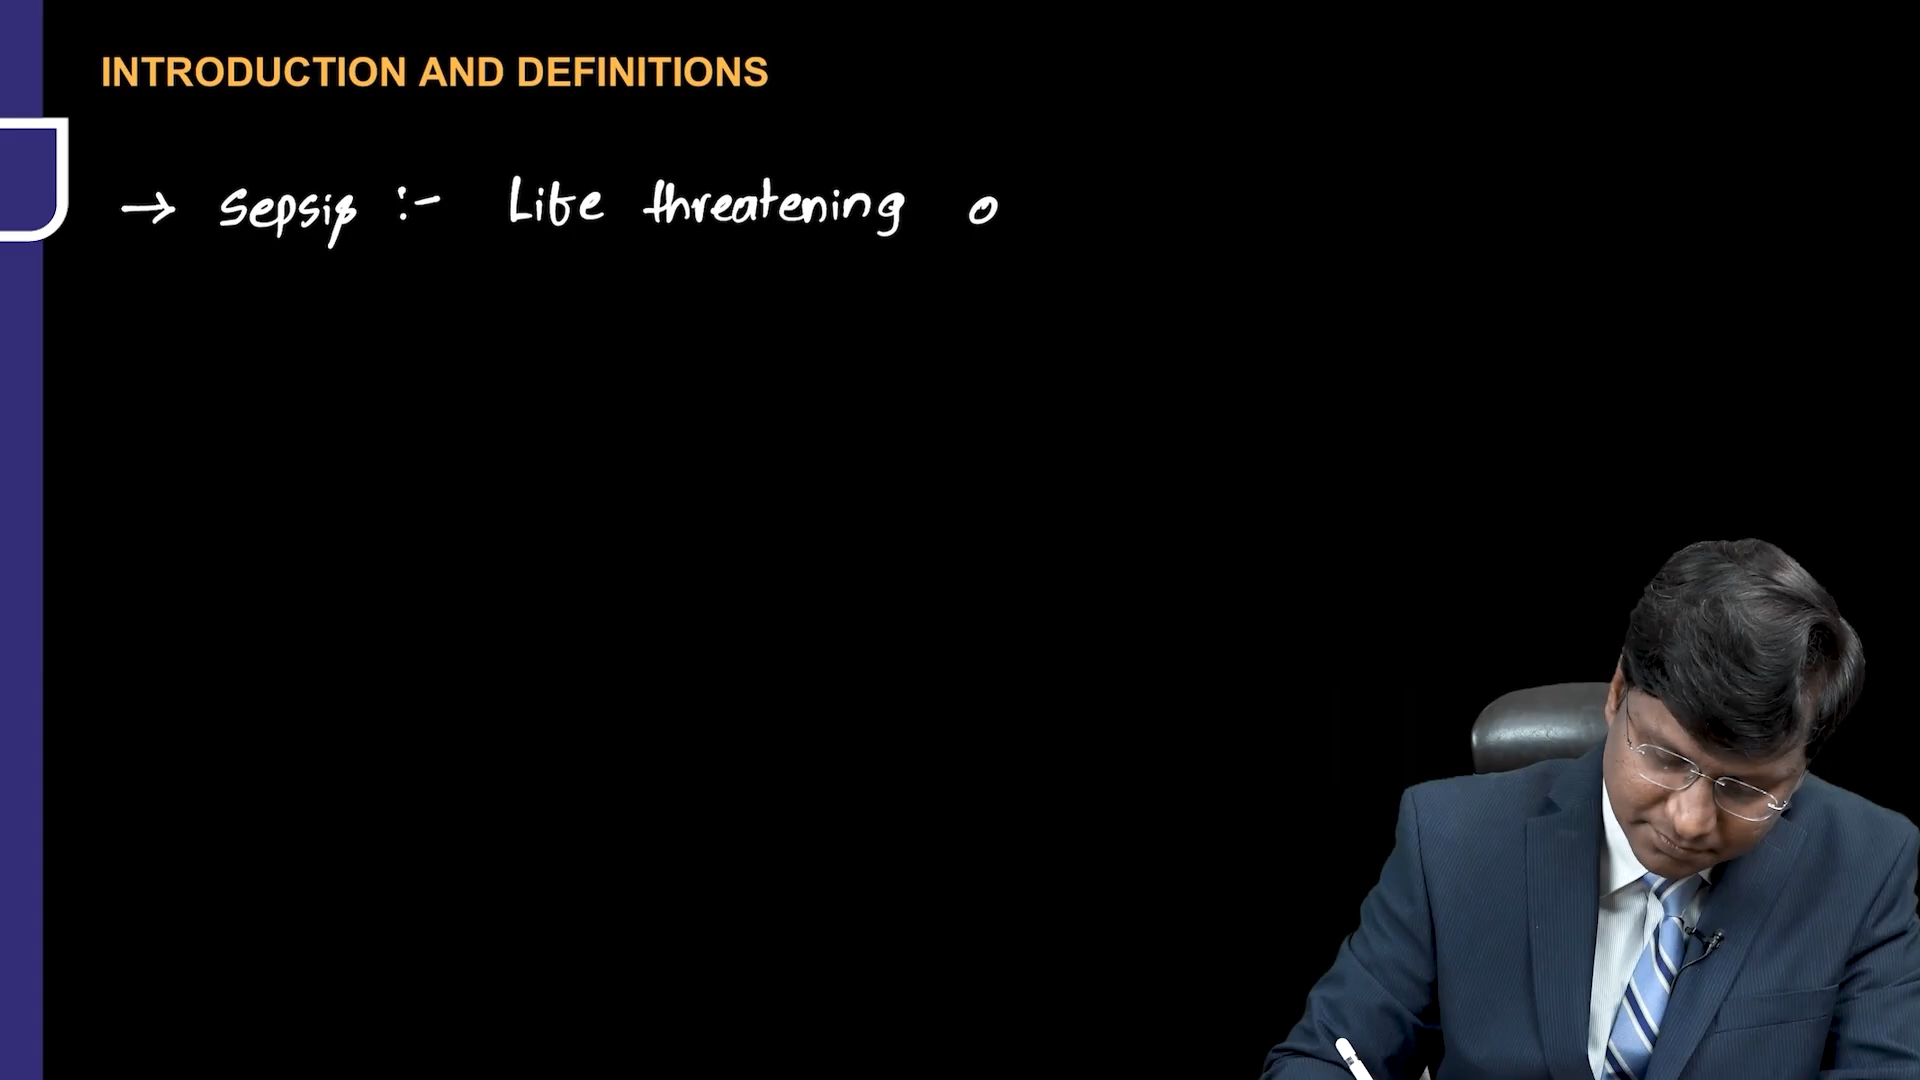 INTRODUCTION AND DEFINITIONS
→ Sepsis :- Life threatening o